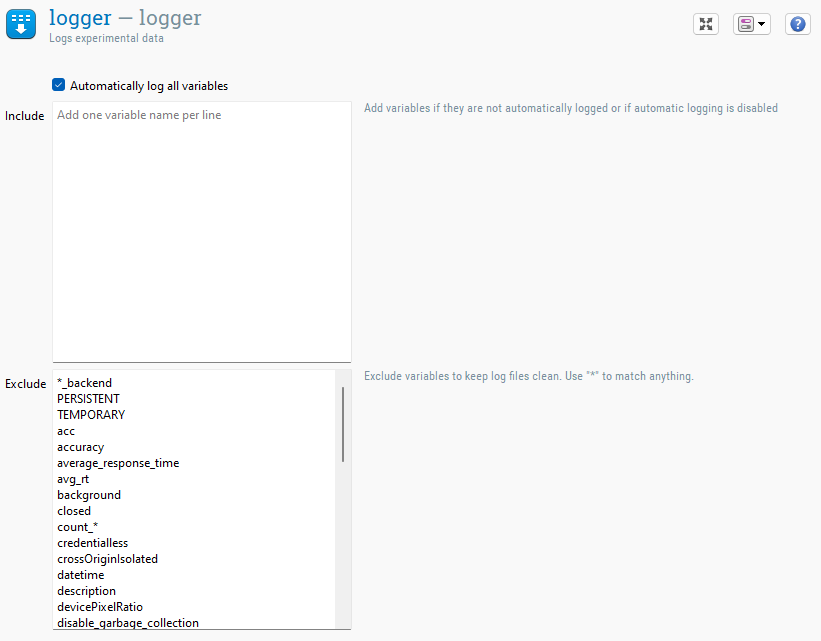 logger — logger
Logs experimental data
Automatically log all variables
Include
Add one variable name per line
Add variables if they are not automatically logged or if automatic logging is disabled
Exclude
*_backend
PERSISTENT
TEMPORARY
acc
accuracy
average_response_time
avg_rt
background
closed
count_*
credentialless
crossOriginIsolated
datetime
description
devicePixelRatio
disable_garbage_collection
Exclude variables to keep log files clean. Use "*" to match anything.